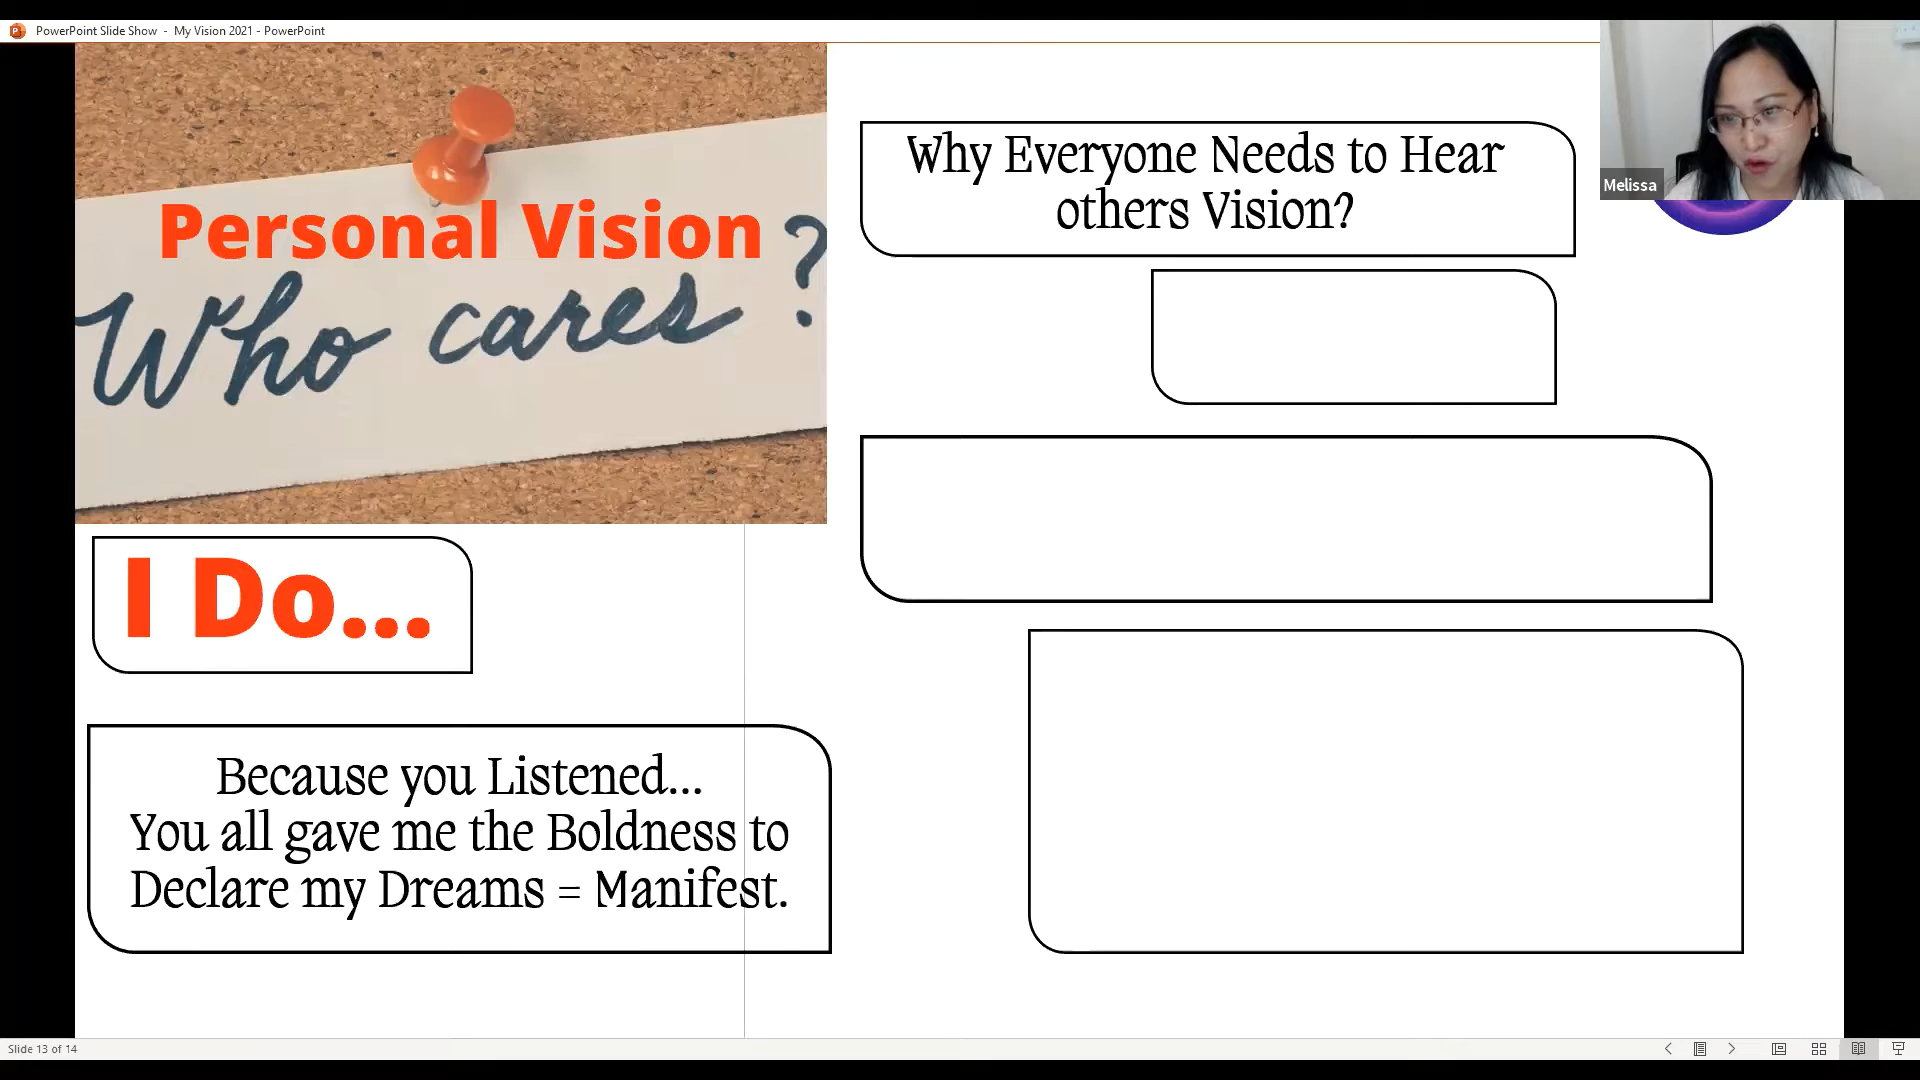 PowerPoint Slide Show - My Vision 2021 - PowerPoint
Personal Vision
Who cares?
I Do...
Because you Listened...
You all gave me the Boldness to
Declare my Dreams = Manifest.
Why Everyone Needs to Hear
others Vision?
Melissa
Slide 13 of 14